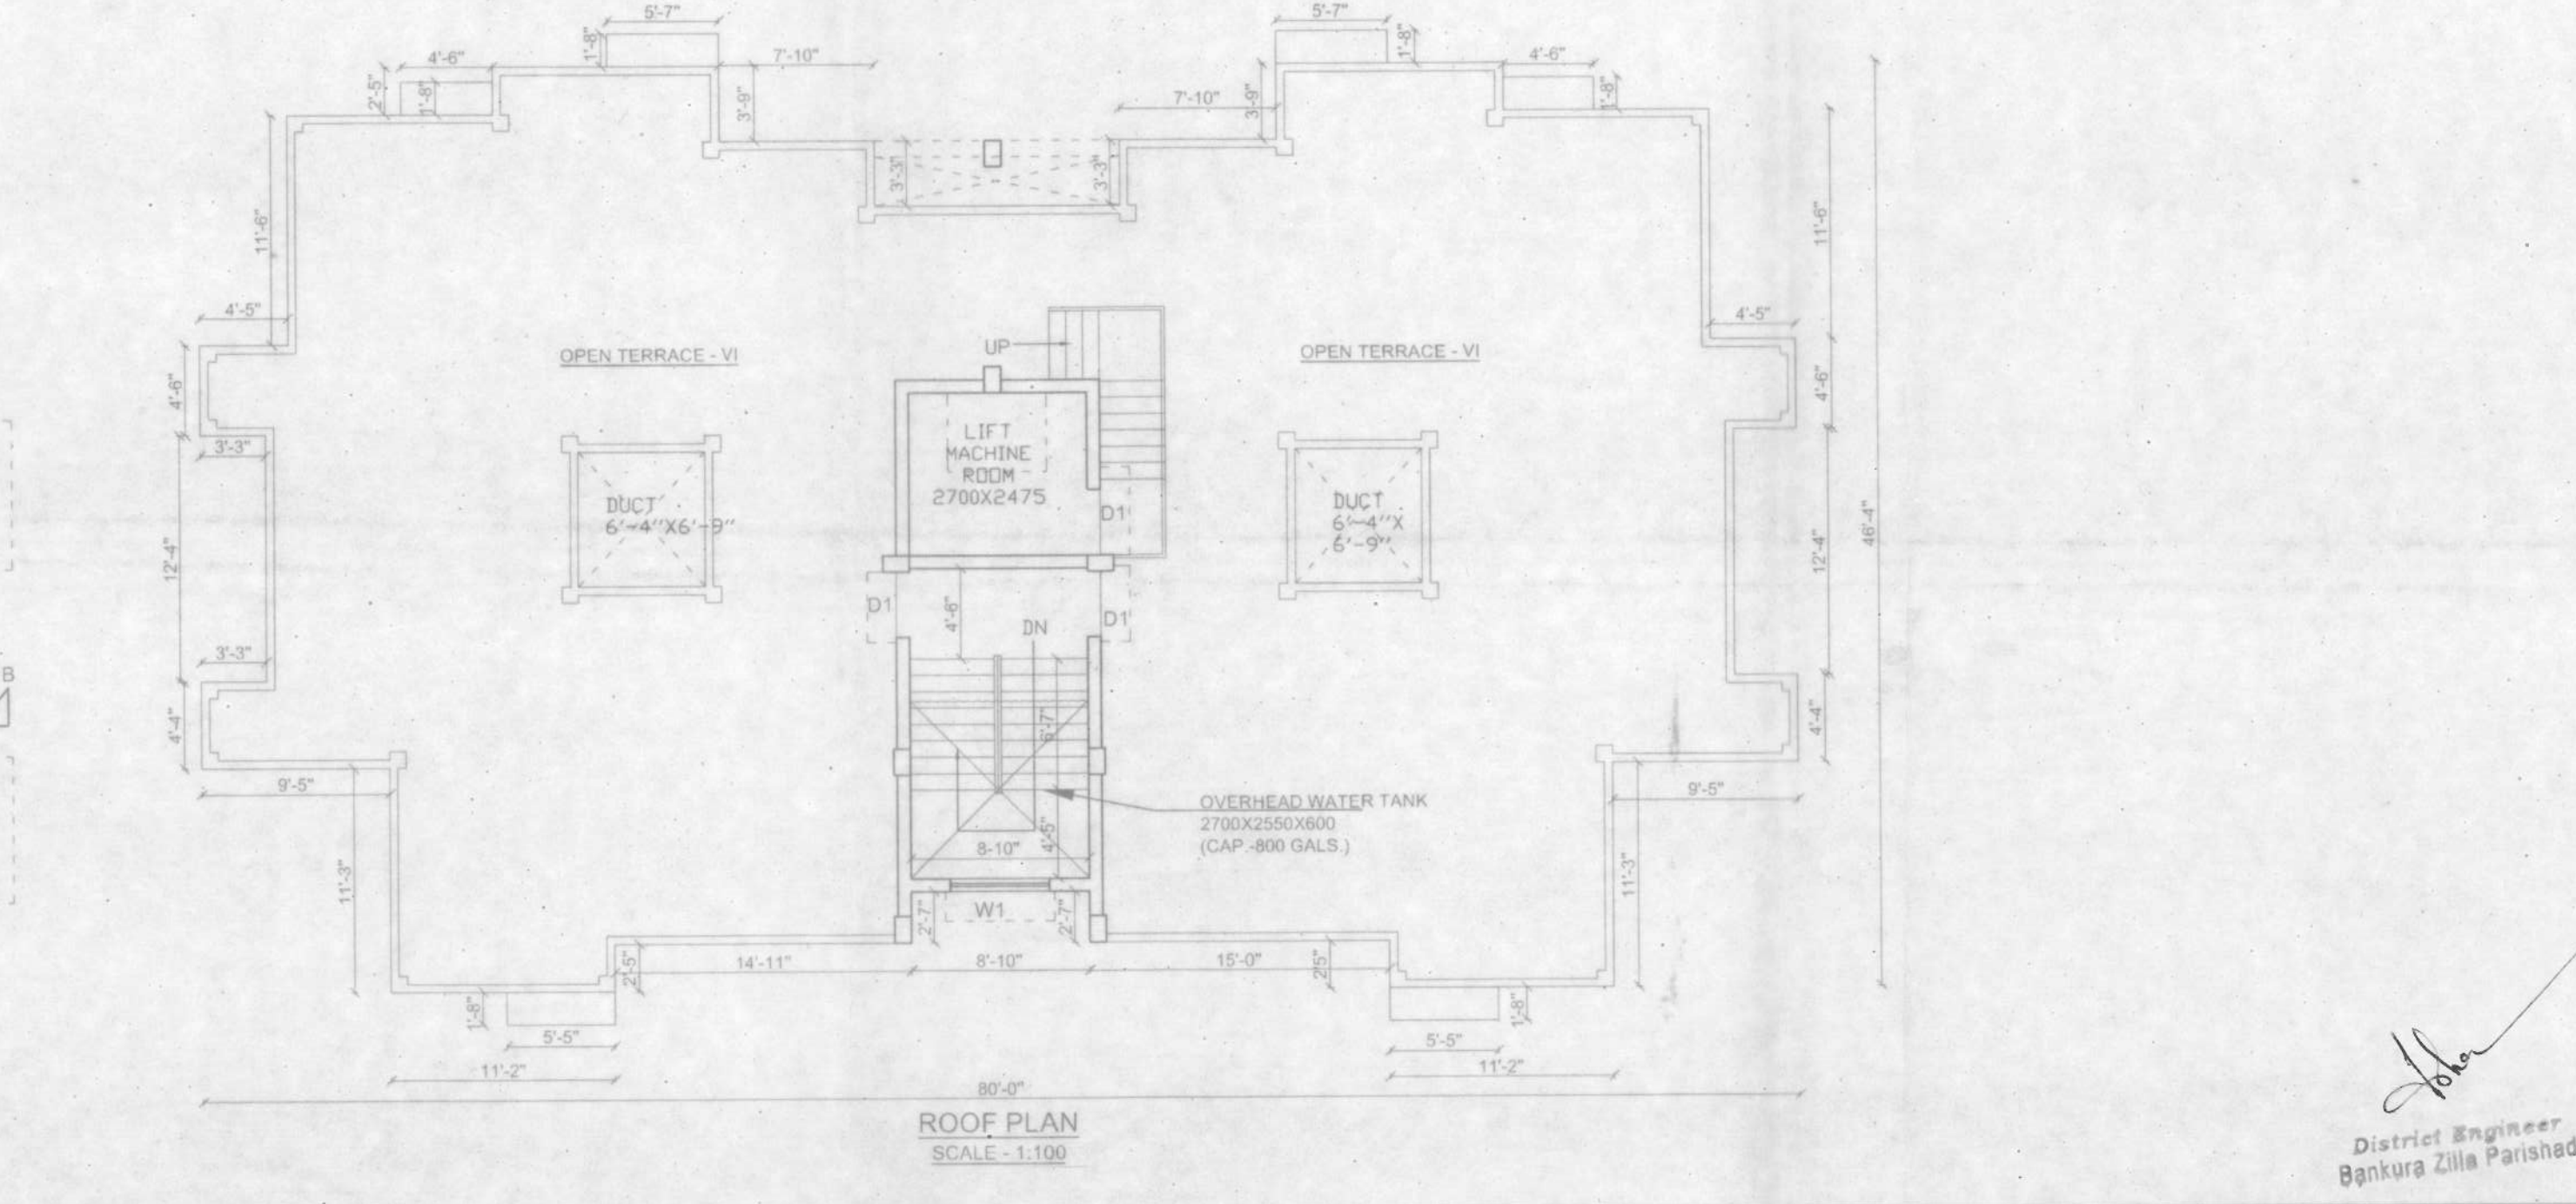 5'-7"
5'-7"
1'-8"
1'-8"
4'-6"
7'-10"
4'-6"
2'-5"
1'-8"
3'-9"
7'-10"
3'-9"
1'-8"
3'-3"
3'-3"
11'-6"
11'-6"
4'-5"
4'-5"
UP
OPEN TERRACE - VI
OPEN TERRACE - VI
4'-6"
4'-6"
LIFT
MACHINE
ROOM
2700X2475
3'-3"
DUCT
6'-4"X6'-9"
DUCT
6'-4"X
6'-9"
D1
12'-4"
12'-4"
46'-4"
D1
4'-6"
D1
DN
3'-3"
B
4'-4"
4'-4"
6'-7"
9'-5"
9'-5"
OVERHEAD WATER TANK
2700X2550X600
(CAP.-800 GALS.)
4'-5"
8-10"
11'-3"
11'-3"
W1
2'-7"
2'-7"
2'-5"
14'-11"
8'-10"
15'-0"
2'5"
1'-8"
1'-8"
5'-5"
5'-5"
11'-2"
11'-2"
80'-0"
ROOF PLAN
SCALE - 1:100
District Engineer
Bankura Zilla Parishad